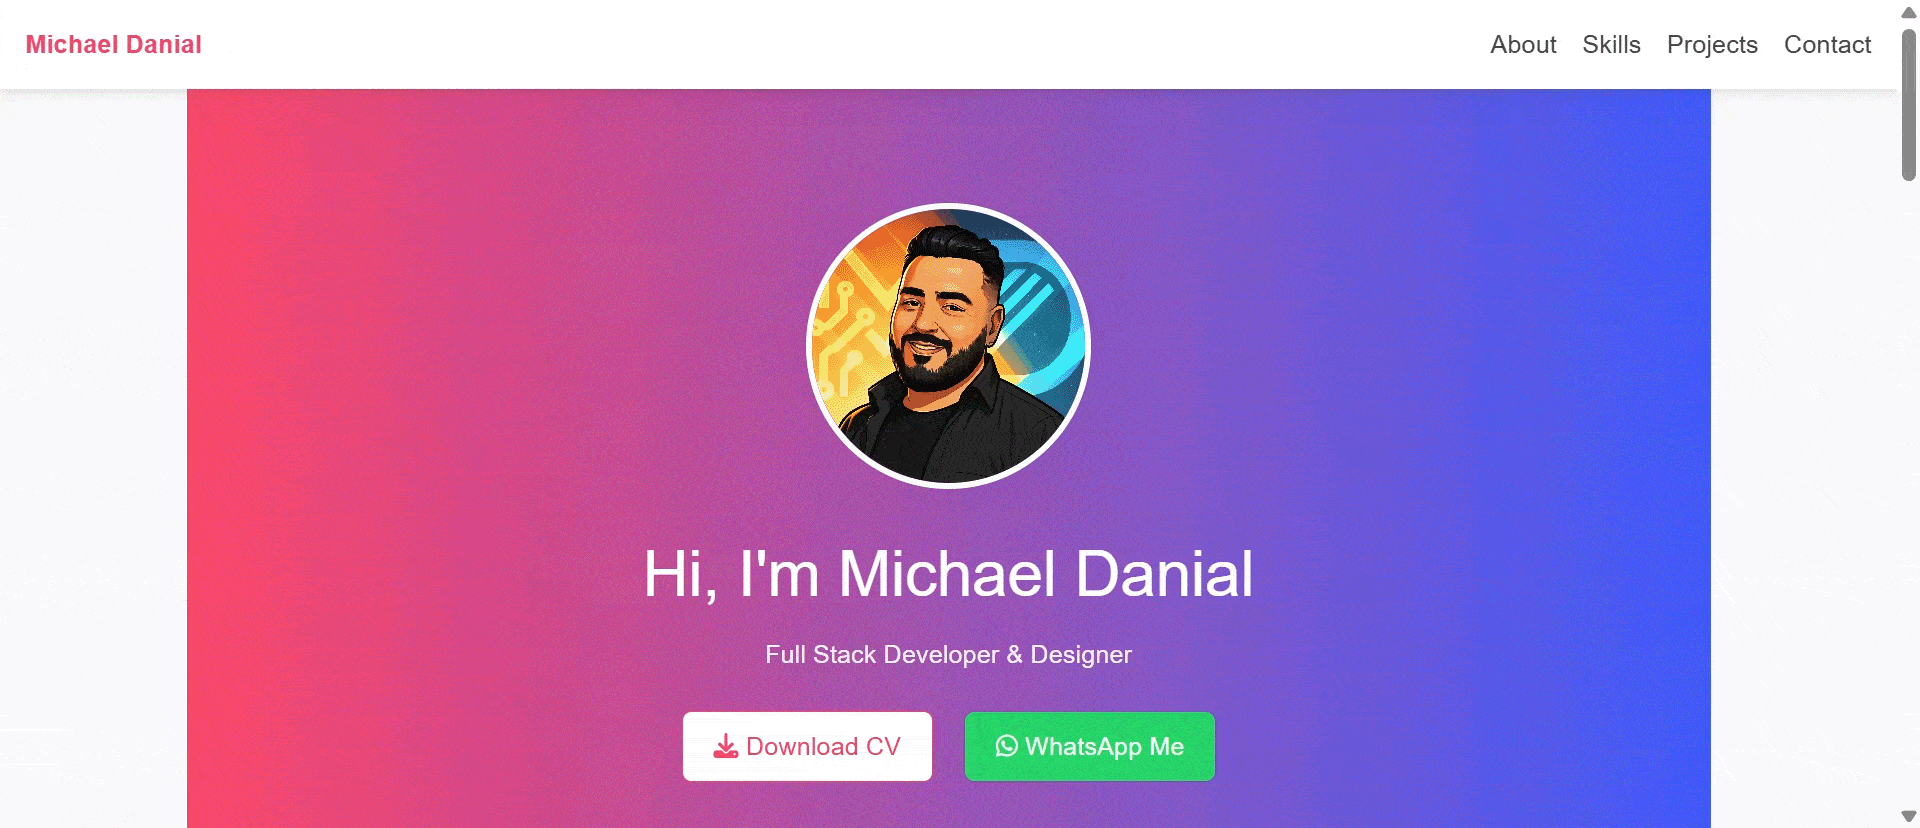 Michael Danial
About Skills Projects Contact
Hi, I'm Michael Danial
Full Stack Developer & Designer
Download CV
WhatsApp Me